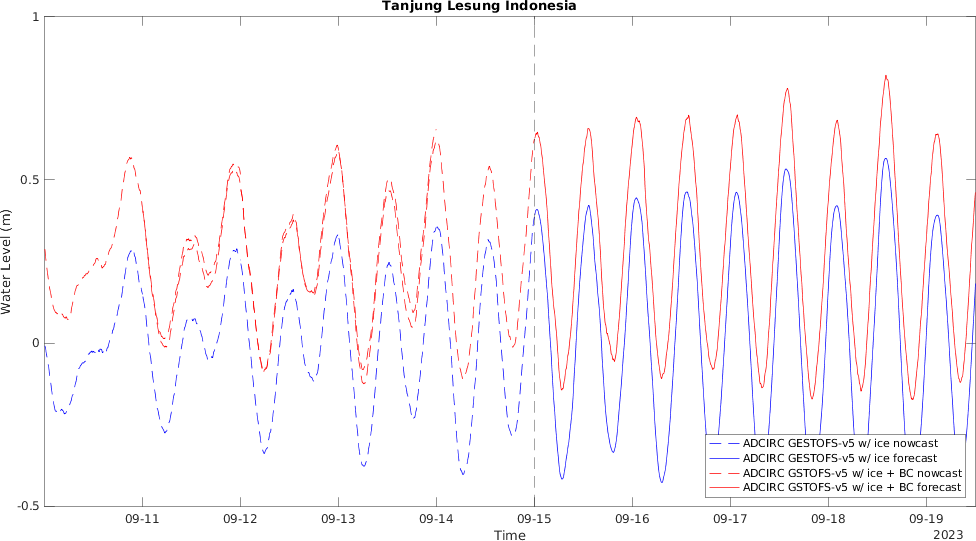 Tanjung Lesung Indonesia
1
0.5
0
-0.5
Water Level (m)
ADCIRC GESTOFS-v5 w/ ice nowcast
ADCIRC GESTOFS-v5 w/ ice forecast
ADCIRC GSTOFS-v5 w/ ice + BC nowcast
ADCIRC GSTOFS-v5 w/ ice + BC forecast
09-11 09-12 09-13 09-14 09-15 09-16 09-17 09-18 09-19
Time
2023